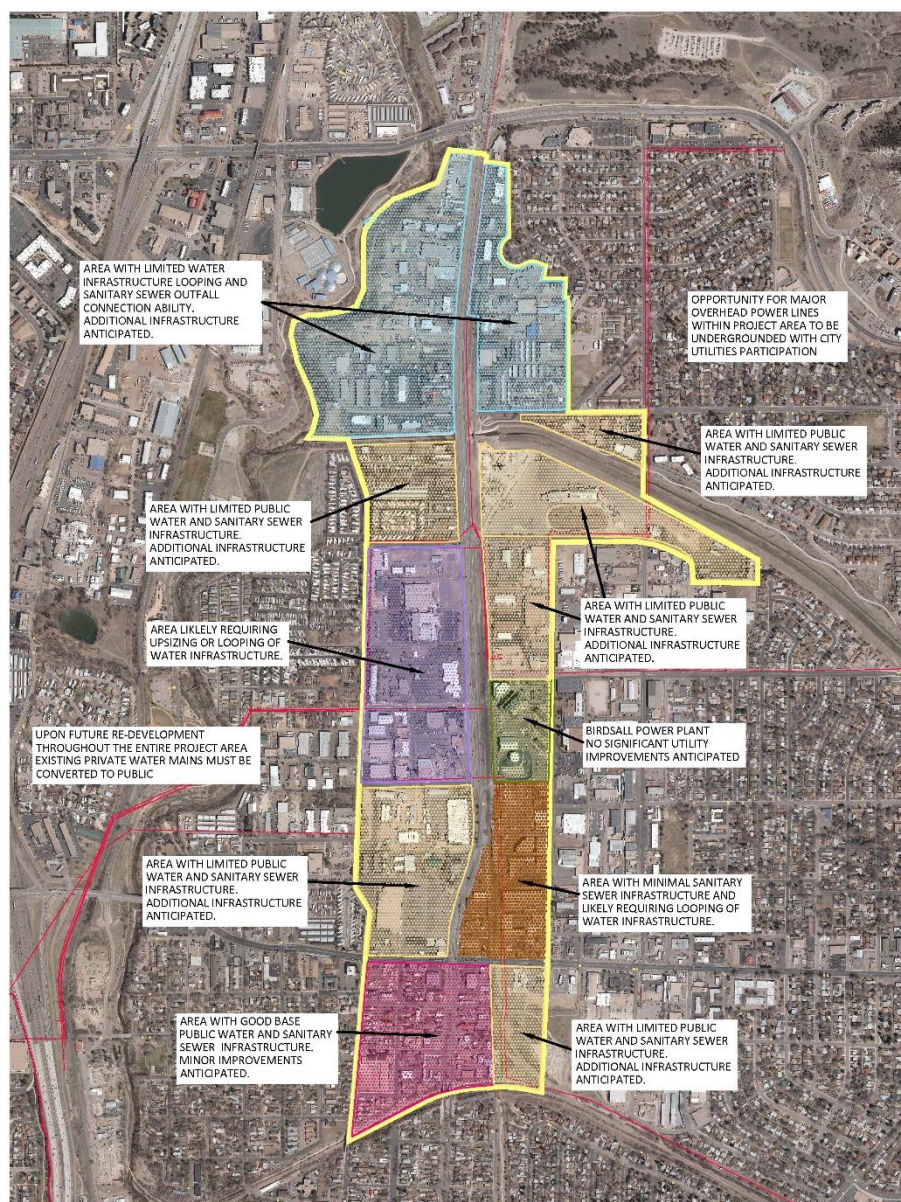 AREA WITH LIMITED WATER
INFRASTRUCTURE LOOPING AND
SANITARY SEWER OUTFALL
CONNECTION ABILITY.
ADDITIONAL INFRASTRUCTURE
ANTICIPATED.
OPPORTUNITY FOR MAJOR
OVERHEAD POWER LINES
WITHIN PROJECT AREA TO BE
UNDERGROUNDED WITH CITY
UTILITIES PARTICIPATION
AREA WITH LIMITED PUBLIC
WATER AND SANITARY SEWER
INFRASTRUCTURE.
ADDITIONAL INFRASTRUCTURE
ANTICIPATED.
AREA WITH LIMITED PUBLIC
WATER AND SANITARY SEWER
INFRASTRUCTURE.
ADDITIONAL INFRASTRUCTURE
ANTICIPATED.
AREA WITH LIMITED PUBLIC
WATER AND SANITARY SEWER
INFRASTRUCTURE.
ADDITIONAL INFRASTRUCTURE
ANTICIPATED.
AREA LIKLELY REQUIRING
UPSIZING OR LOOPING OF
WATER INFRASTRUCTURE.
UPON FUTURE RE-DEVELOPMENT
THROUGHOUT THE ENTIRE PROJECT AREA
EXISTING PRIVATE WATER MAINS MUST BE
CONVERTED TO PUBLIC
BIRDSALL POWER PLANT
NO SIGNIFICANT UTILITY
IMPROVEMENTS ANTICIPATED
AREA WITH LIMITED PUBLIC
WATER AND SANITARY SEWER
INFRASTRUCTURE.
ADDITIONAL INFRASTRUCTURE
ANTICIPATED.
AREA WITH MINIMAL SANITARY
SEWER INFRASTRUCTURE AND
LIKELY REQUIRING LOOPING OF
WATER INFRASTRUCTURE.
AREA WITH GOOD BASE
PUBLIC WATER AND SANITARY
SEWER INFRASTRUCTURE.
MINOR IMPROVEMENTS
ANTICIPATED.
AREA WITH LIMITED PUBLIC
WATER AND SANITARY SEWER
INFRASTRUCTURE.
ADDITIONAL INFRASTRUCTURE
ANTICIPATED.